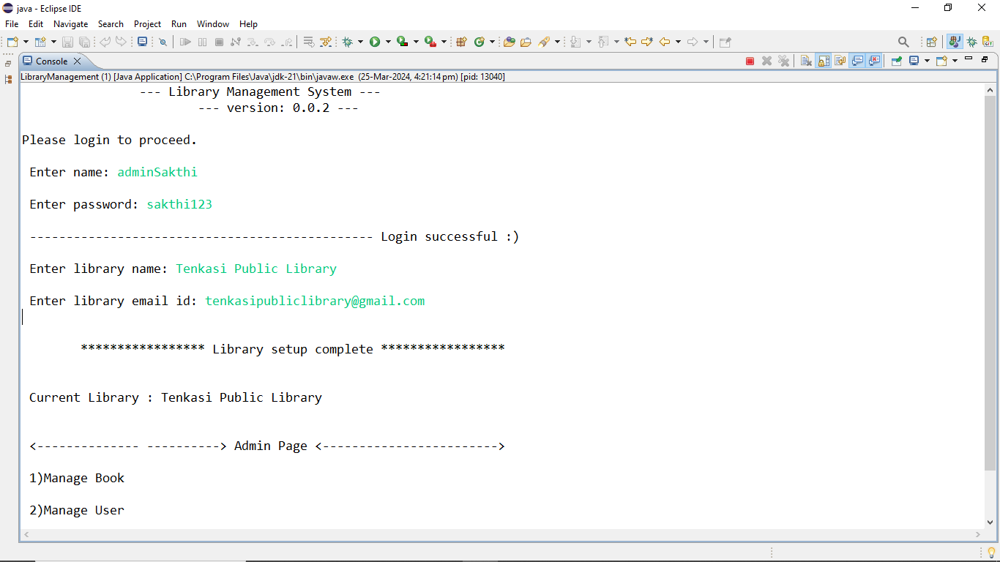 java - Eclipse IDE
File Edit Navigate Search Project Run Window Help
Console
LibraryManagement (1) [Java Application] C:\Program Files\Java\jdk-21\bin\javaw.exe (25-Mar-2024, 4:21:14 pm) [pid: 13040]
--- Library Management System ---
--- version: 0.0.2 ---
Please login to proceed.
Enter name: adminSakthi
Enter password: sakthi123
----------------------------------------------- Login successful :)
Enter library name: Tenkasi Public Library
Enter library email id: tenkasipubliclibrary@gmail.com
***************** Library setup complete *****************
Current Library : Tenkasi Public Library
<-------------- ----------> Admin Page <------------------------>
1)Manage Book
2)Manage User